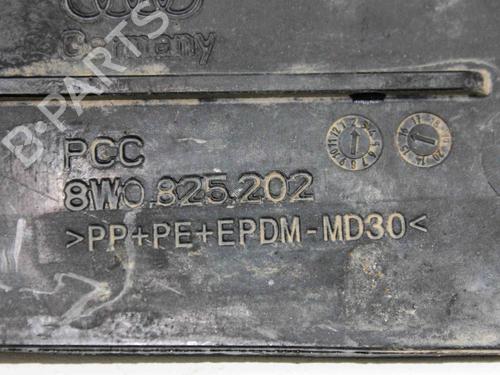 Germany
PCC
8W0.825.202
>PP+PE+EPDM-MD30<
B-PARTS